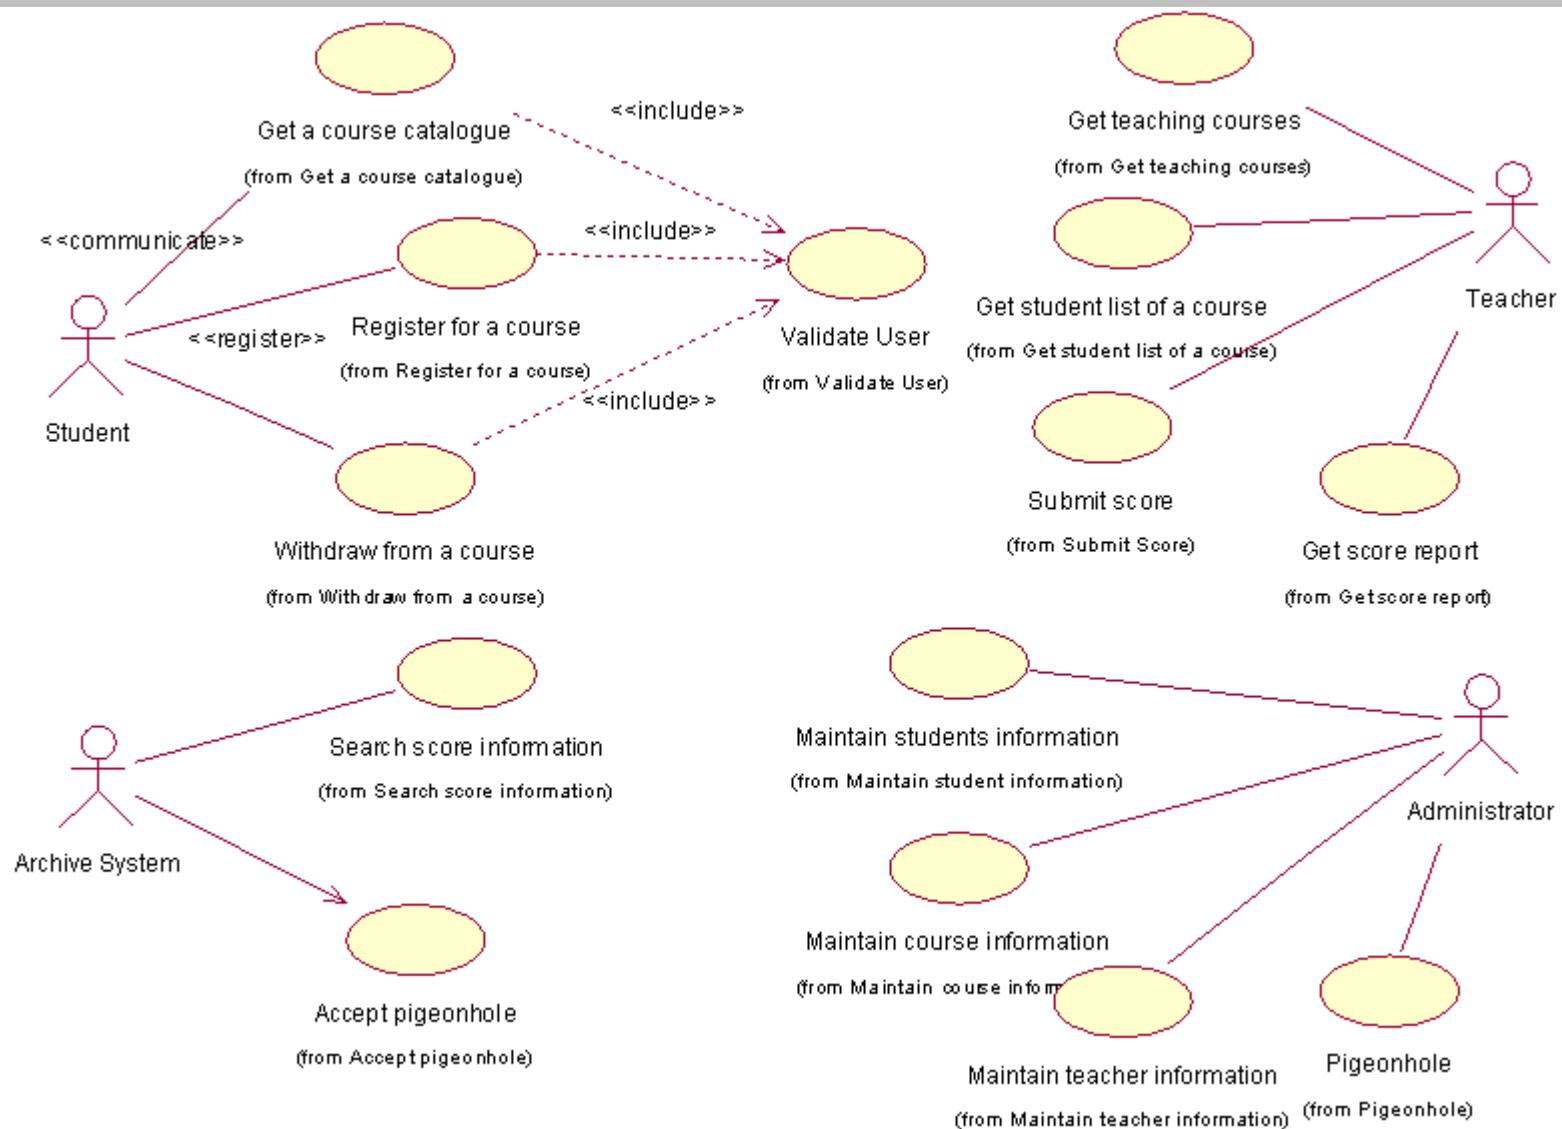 Get a course catalogue
(from Get a course catalogue)
<<include>>
<<communicate>>
Register for a course
(from Register for a course)
<<include>>
<<register>>
Student
Validate User
(from Validate User)
<<include>>
Withdraw from a course
(from Withdraw from a course)
Get teaching courses
(from Get teaching courses)
Teacher
Get student list of a course
(from Get student list of a course)
Submit score
(from Submit Score)
Get score report
(from Get score report)
Search score information
(from Search score information)
Archive System
Accept pigeonhole
(from Accept pigeonhole)
Maintain students information
(from Maintain student information)
Administrator
Maintain course information
(from Maintain course inform
Maintain teacher information
(from Maintain teacher information)
Pigeonhole
(from Pigeonhole)